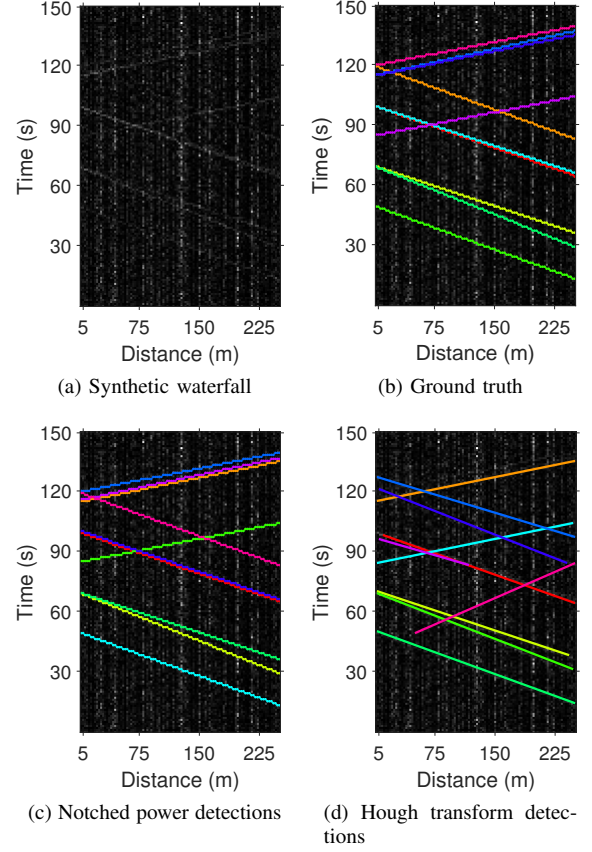 150
120
90
60
30
Time (s)
5 75 150 225
Distance (m)
(a) Synthetic waterfall
150
120
90
60
30
Time (s)
5 75 150 225
Distance (m)
(b) Ground truth
150
120
90
60
30
Time (s)
5 75 150 225
Distance (m)
(c) Notched power detections
150
120
90
60
30
Time (s)
5 75 150 225
Distance (m)
(d) Hough transform detec-
tions